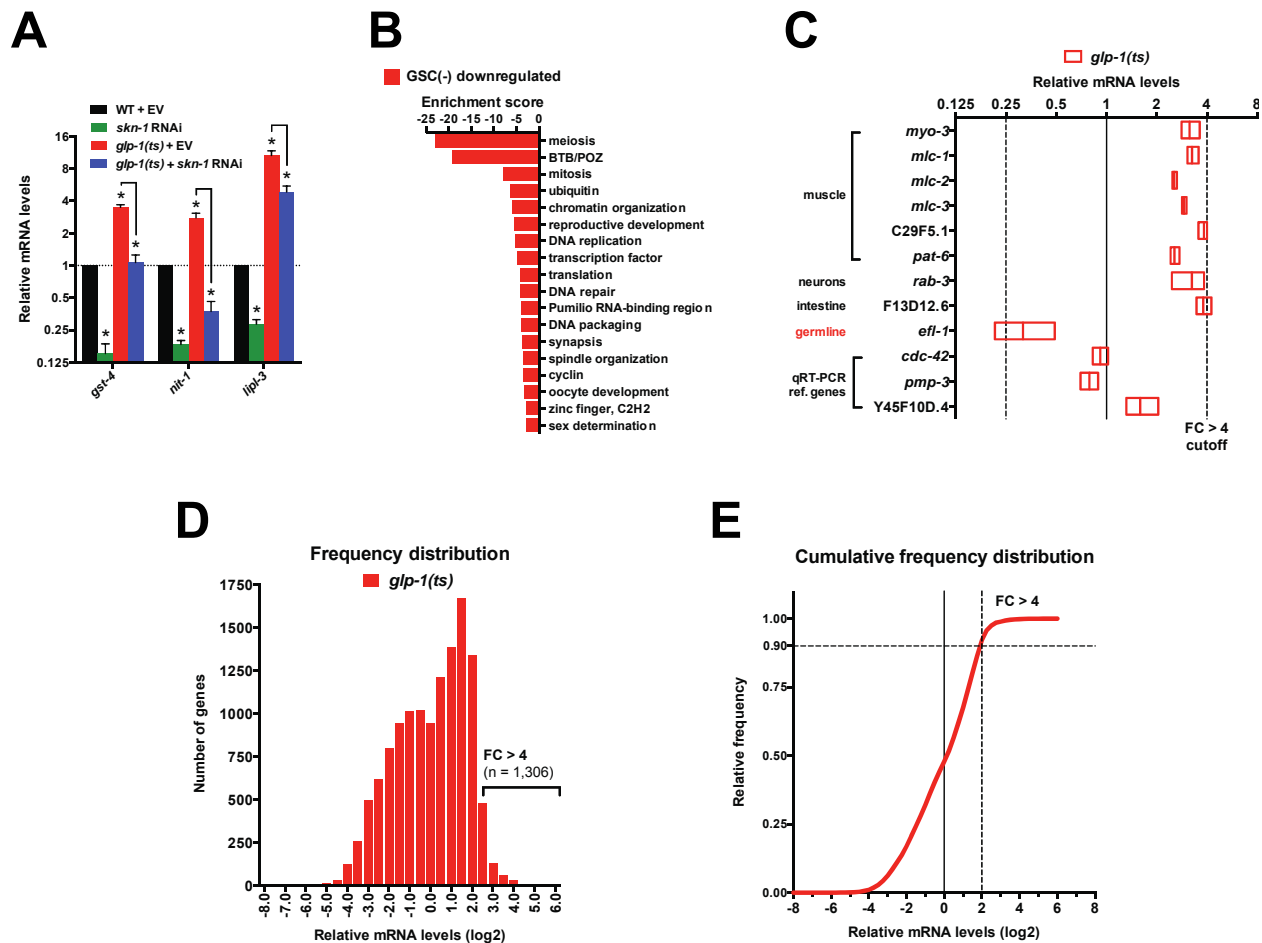 A
WT + EV
skn-1 RNAi
glp-1(ts) + EV
glp-1(ts) + skn-1 RNAi
Relative mRNA levels
16
8
4
2
1
0.5
0.25
0.125
* * *
* * *
* * *
gst-4 nit-1 lipl-3
B
GSC(-) downregulated
Enrichment score
-25 -20 -15 -10 -5 0
meiosis
BTB/POZ
mitosis
ubiquitin
chromatin organization
reproductive development
DNA replication
transcription factor
translation
DNA repair
Pumilio RNA-binding region
DNA packaging
synapsis
spindle organization
cyclin
oocyte development
zinc finger, C2H2
sex determination
C
glp-1(ts)
Relative mRNA levels
0.125 0.25 0.5 1 2 4 8
muscle
myo-3
mlc-1
mlc-2
mlc-3
C29F5.1
pat-6
neurons rab-3
intestine F13D12.6
germline efl-1
qRT-PCR
ref. genes
cdc-42
pmp-3
Y45F10D.4
FC > 4
cutoff
D
Frequency distribution
glp-1(ts)
Number of genes
1750
1500
1250
1000
750
500
250
0
FC > 4
(n = 1,306)
-8.0 -7.0 -6.0 -5.0 -4.0 -3.0 -2.0 -1.0 0.0 1.0 2.0 3.0 4.0 5.0 6.0
Relative mRNA levels (log2)
E
Cumulative frequency distribution
FC > 4
Relative frequency
1.00
0.90
0.75
0.50
0.25
0.00
-8 -6 -4 -2 0 2 4 6 8
Relative mRNA levels (log2)